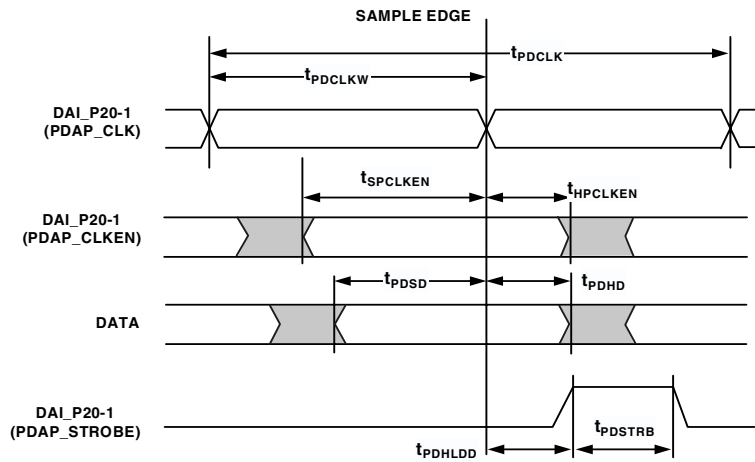 SAMPLE EDGE
tPDCLK
tPDCLKW
DAI_P20-1
(PDAP_CLK)
tSPCLKEN
tHPCLKEN
DAI_P20-1
(PDAP_CLKEN)
tPDSD
tPDHD
DATA
DAI_P20-1
(PDAP_STROBE)
tPDHLDD
tPDSTRB